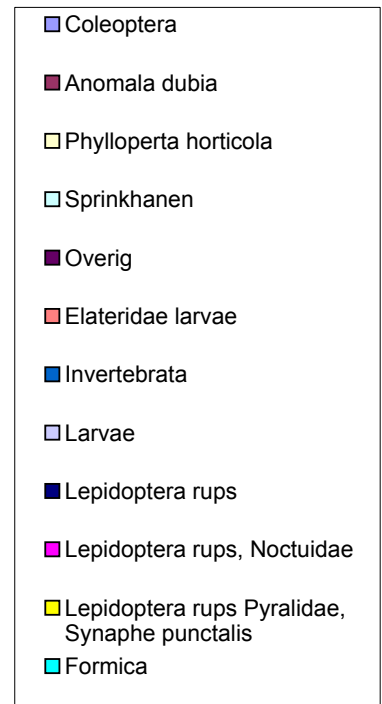 Coleoptera
Anomala dubia
Phylloperta horticola
Sprinkhanen
Overig
Elateridae larvae
Invertebrata
Larvae
Lepidoptera rups
Lepidoptera rups, Noctuidae
Lepidoptera rups Pyralidae,
Synaphe punctalis
Formica